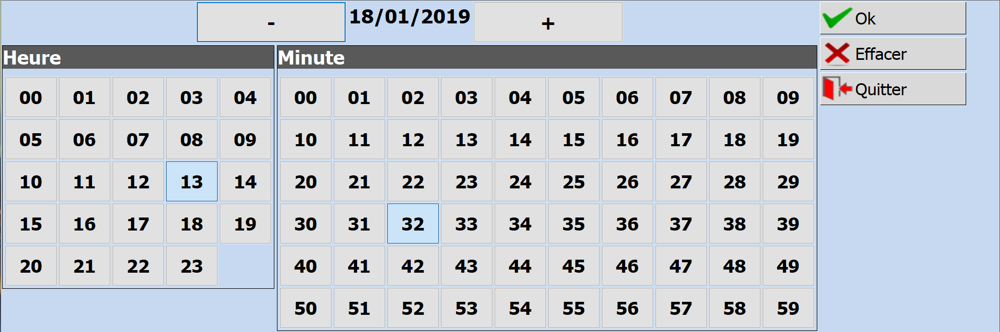 - 18/01/2019 +
Ok
Effacer
Quitter
Heure
00 01 02 03 04
05 06 07 08 09
10 11 12 13 14
15 16 17 18 19
20 21 22 23
Minute
00 01 02 03 04 05 06 07 08 09
10 11 12 13 14 15 16 17 18 19
20 21 22 23 24 25 26 27 28 29
30 31 32 33 34 35 36 37 38 39
40 41 42 43 44 45 46 47 48 49
50 51 52 53 54 55 56 57 58 59